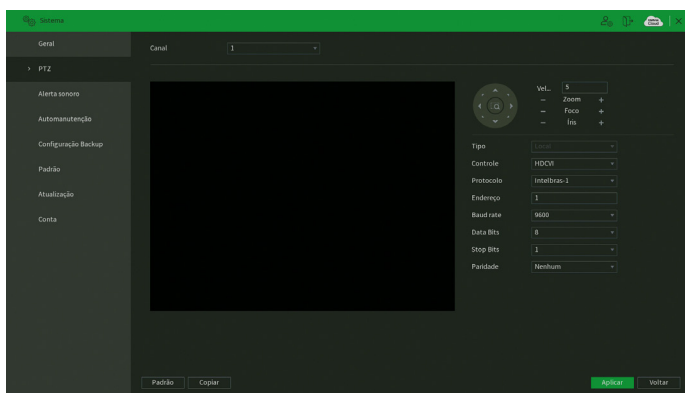 Sistema
Geral
PTZ
Alerta sonoro
Automanutenção
Configuração Backup
Padrão
Atualização
Conta
Canal 1
Vel... 5
− Zoom +
− Foco +
− Íris +
Tipo Local
Controle HDCVI
Protocolo Intelbras-1
Endereço 1
Baud rate 9600
Data Bits 8
Stop Bits 1
Paridade Nenhum
Padrão Copiar Aplicar Voltar